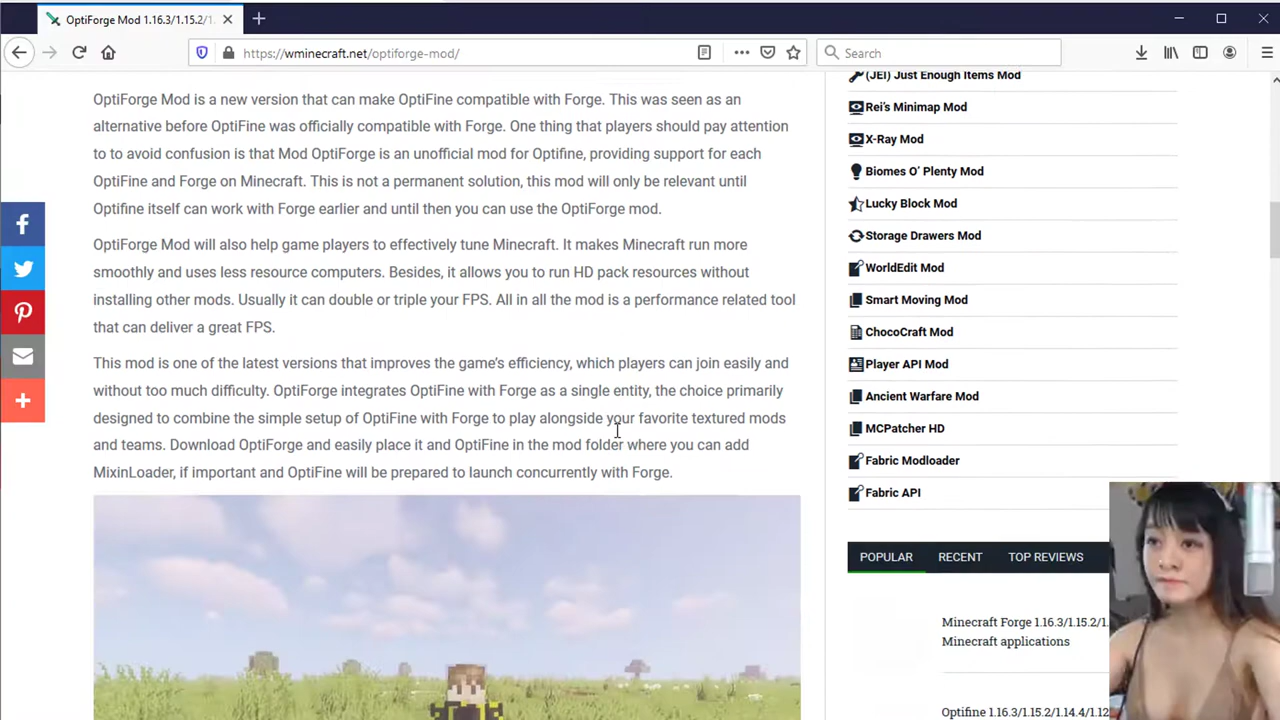 OptiForge Mod 1.16.3/1.15.2/1.
https://wminecraft.net/optiforge-mod/
Search
OptiForge Mod is a new version that can make OptiFine compatible with Forge. This was seen as an
alternative before OptiFine was officially compatible with Forge. One thing that players should pay attention
to to avoid confusion is that Mod OptiForge is an unofficial mod for Optifine, providing support for each
OptiFine and Forge on Minecraft. This is not a permanent solution, this mod will only be relevant until
Optifine itself can work with Forge earlier and until then you can use the OptiForge mod.
OptiForge Mod will also help game players to effectively tune Minecraft. It makes Minecraft run more
smoothly and uses less resource computers. Besides, it allows you to run HD pack resources without
installing other mods. Usually it can double or triple your FPS. All in all the mod is a performance related tool
that can deliver a great FPS.
This mod is one of the latest versions that improves the game’s efficiency, which players can join easily and
without too much difficulty. OptiForge integrates OptiFine with Forge as a single entity, the choice primarily
designed to combine the simple setup of OptiFine with Forge to play alongside your favorite textured mods
and teams. Download OptiForge and easily place it and OptiFine in the mod folder where you can add
MixinLoader, if important and OptiFine will be prepared to launch concurrently with Forge.
(JEI) Just Enough Items Mod
Rei’s Minimap Mod
X-Ray Mod
Biomes O’ Plenty Mod
Lucky Block Mod
Storage Drawers Mod
WorldEdit Mod
Smart Moving Mod
ChocoCraft Mod
Player API Mod
Ancient Warfare Mod
MCPatcher HD
Fabric Modloader
Fabric API
POPULAR RECENT TOP REVIEWS
Minecraft Forge 1.16.3/1.15.2/1.
Minecraft applications
Optifine 1.16.3/1.15.2/1.14.4/1.12